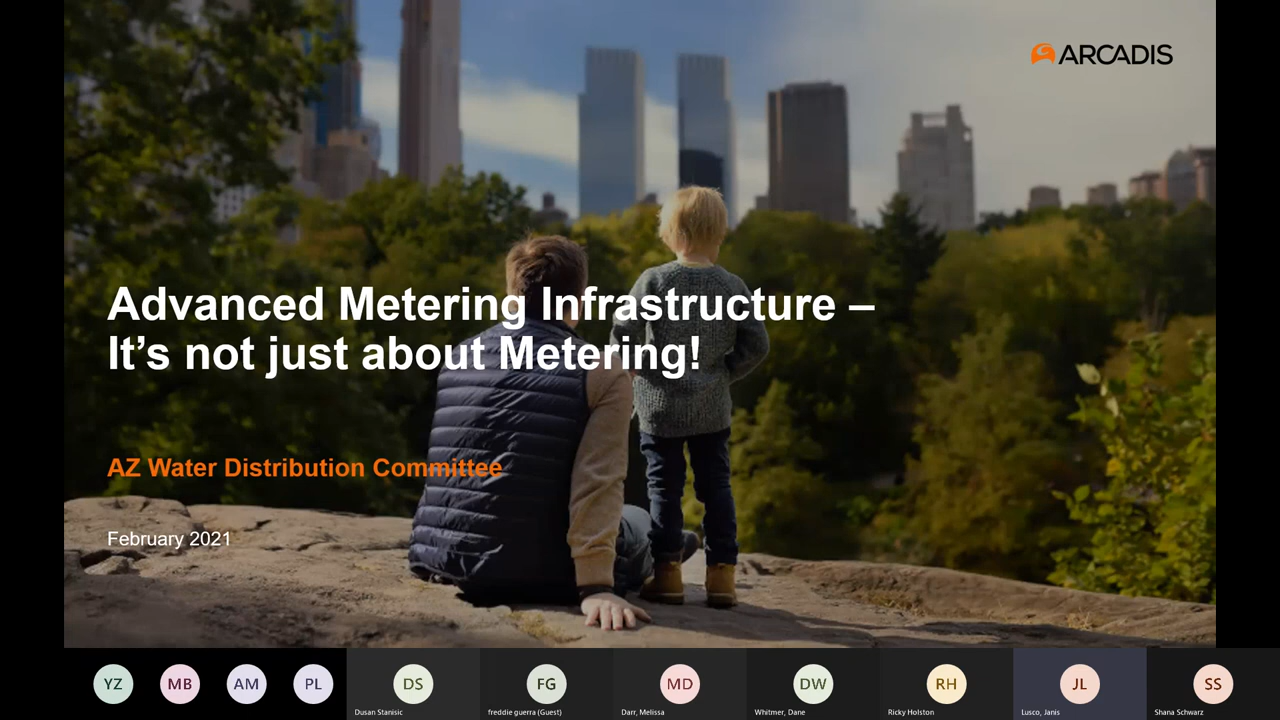 ARCADIS
Advanced Metering Infrastructure –
It's not just about Metering!
AZ Water Distribution Committee
February 2021
YZ
MB
AM
PL
DS
FG
MD
DW
RH
JL
SS
Dusan Stanisic
freddie guerra (Guest)
Darr, Melissa
Whitmer, Dane
Ricky Holston
Lusco, Janis
Shana Schwarz